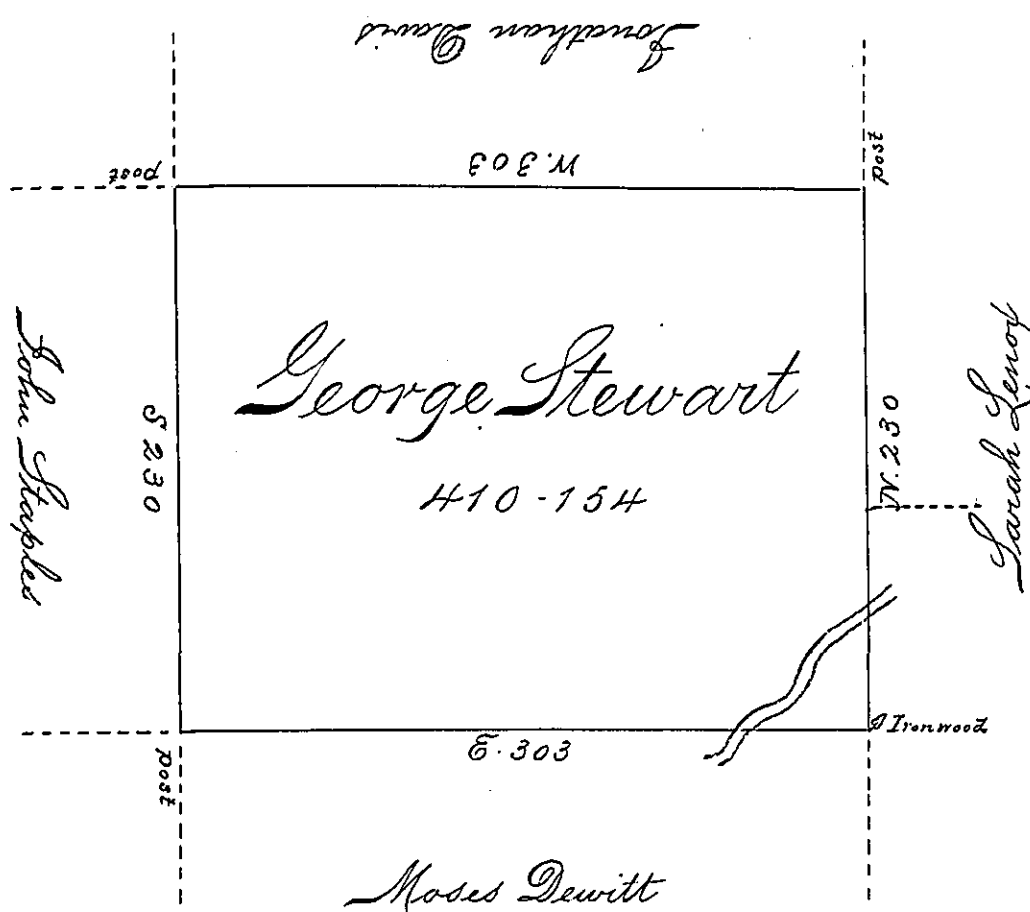 Jonathan Davis
W. 303
post
post
George Stewart
410-154
John Staples
S 230
N. 230
Sarah Lenox
Ironwood
E. 303
post
Moses Dewitt